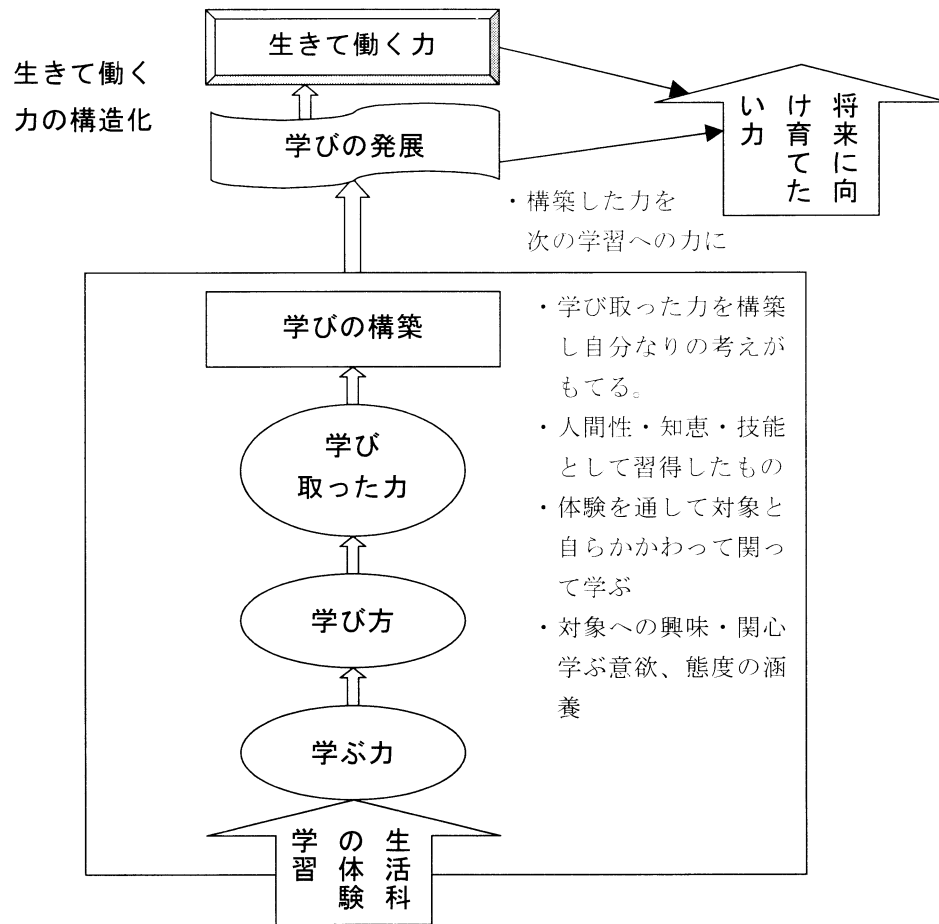 生きて働く
力の構造化
生きて働く力
学びの発展
将来に向
け育てた
い力
・構築した力を
次の学習への力に
学びの構築
・学び取った力を構築
し自分なりの考えが
もてる。
学び
取った力
・人間性・知恵・技能
として習得したもの
・体験を通して対象と
自らかかわって関っ
て学ぶ
学び方
・対象への興味・関心
学ぶ意欲、態度の涵
養
学ぶ力
生活科
の体験
学習